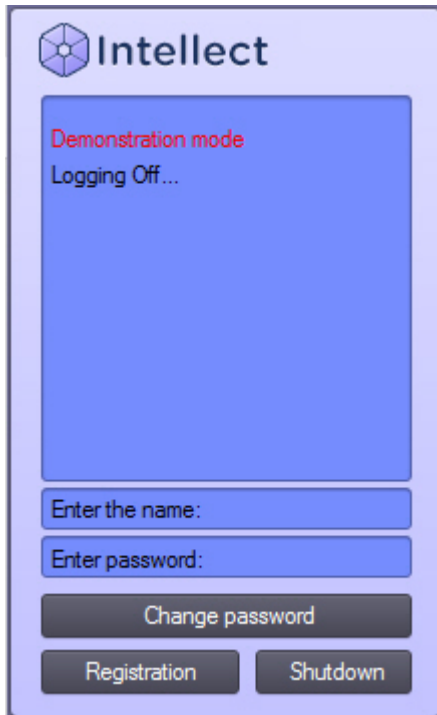 Intellect
Demonstration mode
Logging Off...
Enter the name:
Enter password:
Change password
Registration
Shutdown